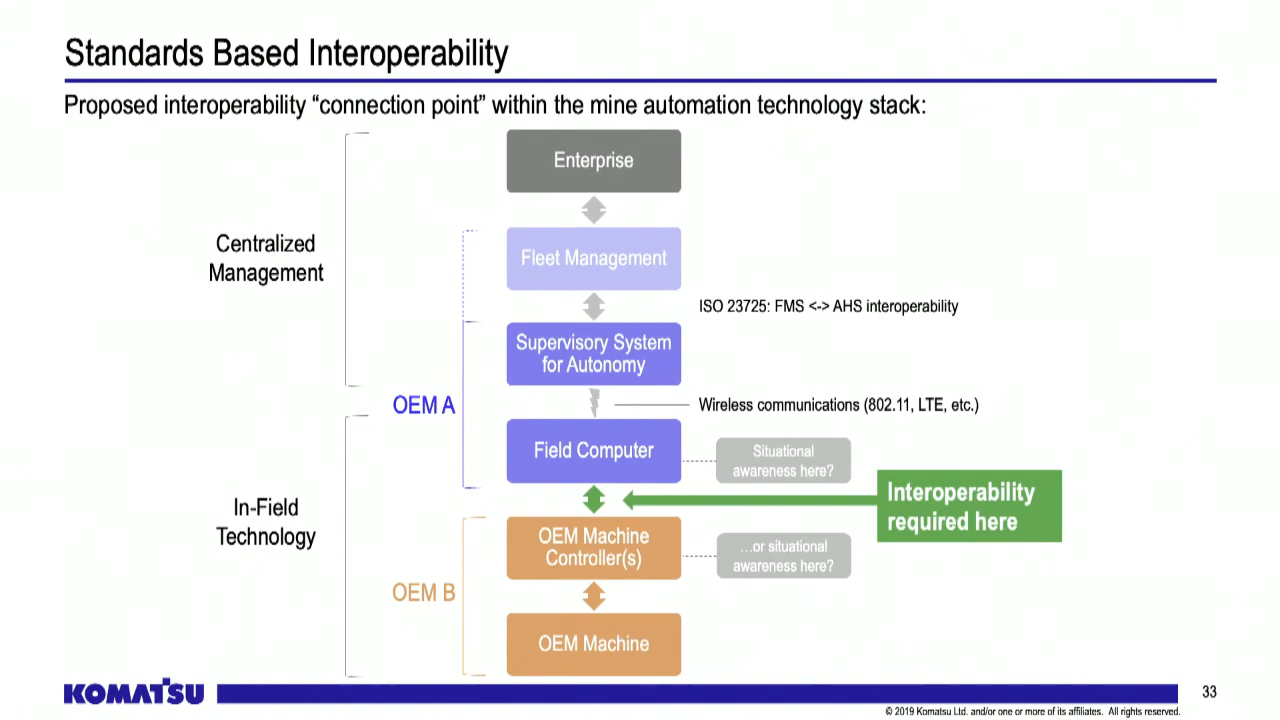 Standards Based Interoperability
Proposed interoperability “connection point” within the mine automation technology stack:
Enterprise
Centralized
Management
Fleet Management
ISO 23725: FMS <-> AHS interoperability
Supervisory System
for Autonomy
OEM A
Wireless communications (802.11, LTE, etc.)
Field Computer
Situational
awareness here?
Interoperability
required here
In-Field
Technology
OEM Machine
Controller(s)
...or situational
awareness here?
OEM B
OEM Machine
KOMATSU
33
© 2019 Komatsu Ltd. and/or one or more of its affiliates. All rights reserved.